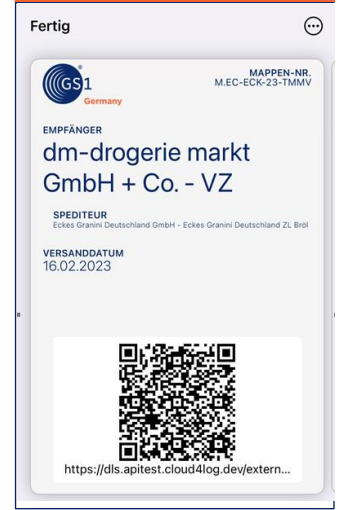 Fertig
GS1
Germany
MAPPEN-NR.
M.EC-ECK-23-TMMV
EMPFÄNGER
dm-drogerie markt
GmbH + Co. - VZ
SPEDITEUR
Eckes Granini Deutschland GmbH - Eckes Granini Deutschland ZL Bröl
VERSANDDATUM
16.02.2023
https://dls.apitest.cloud4log.dev/extern...